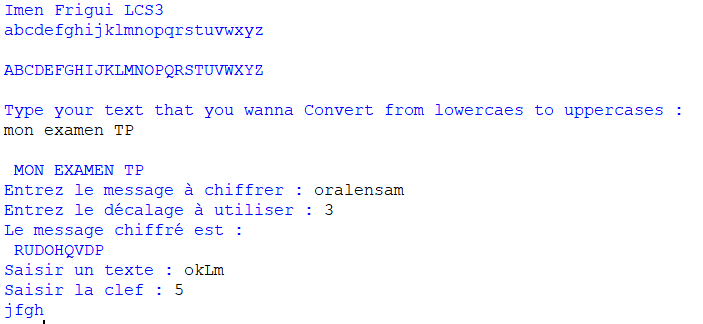 Imen Frigui LCS3
abcdefghijklmnopqrstuvwxyz
ABCDEFGHIJKLMNOPQRSTUVWXYZ
Type your text that you wanna Convert from lowercaes to uppercases :
mon examen TP
MON EXAMEN TP
Entrez le message à chiffrer : oralensam
Entrez le décalage à utiliser : 3
Le message chiffré est :
RUDOHQVDP
Saisir un texte : okLm
Saisir la clef : 5
jfgh